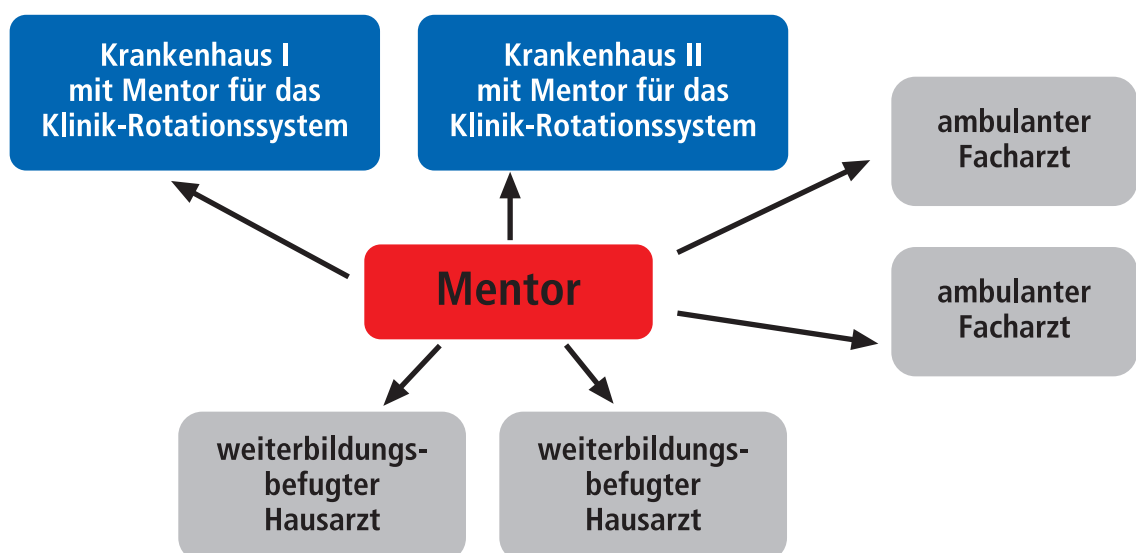 Krankenhaus I
mit Mentor für das
Klinik-Rotationssystem
Krankenhaus II
mit Mentor für das
Klinik-Rotationssystem
ambulanter
Facharzt
Mentor
ambulanter
Facharzt
weiterbildungs-
befugter
Hausarzt
weiterbildungs-
befugter
Hausarzt